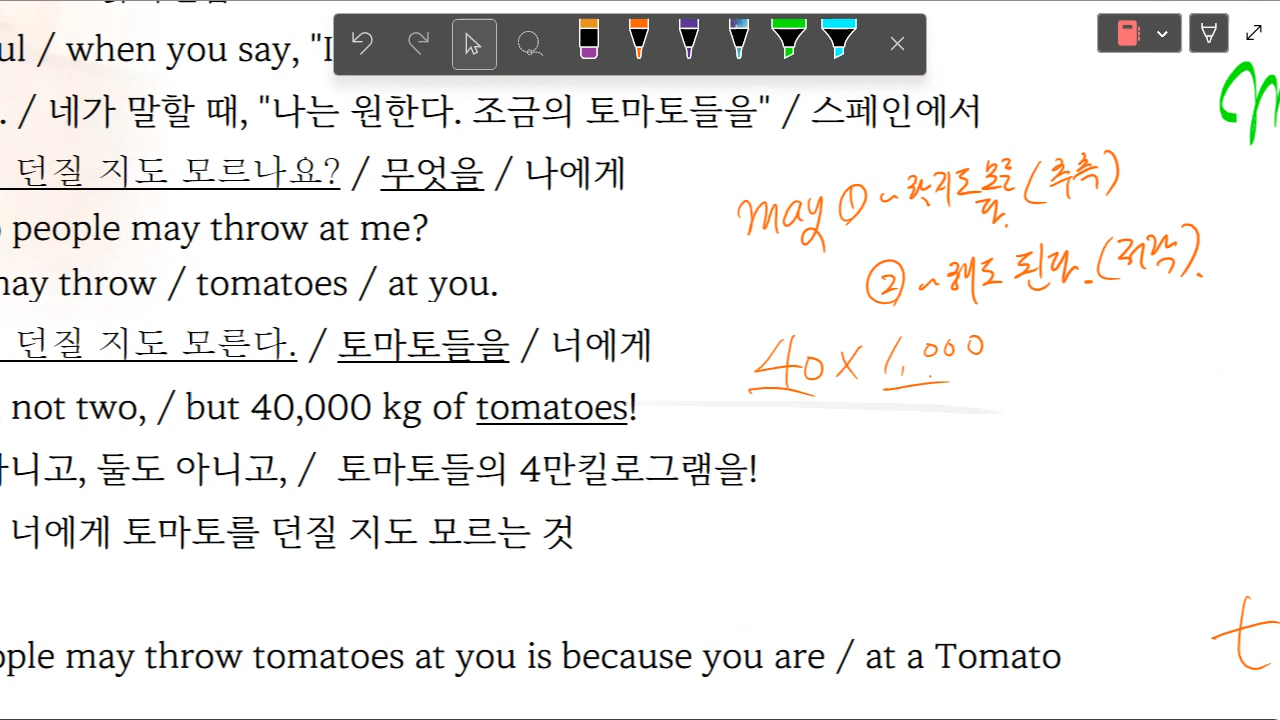 ul / when you say, "I
. / 네가 말할 때, "나는 원한다. 조금의 토마토들을" / 스페인에서
던질 지도 모르나요? / 무엇을 / 나에게
people may throw at me?
may ① ~ㄹ지도 모른다. (추측)
② ~해도 된다. (허락).
may throw / tomatoes / at you.
던질 지도 모른다. / 토마토들을 / 너에게
40 × 1,000
not two, / but 40,000 kg of tomatoes!
아니고, 둘도 아니고, / 토마토들의 4만킬로그램을!
너에게 토마토를 던질 지도 모르는 것
ople may throw tomatoes at you is because you are / at a Tomato
t